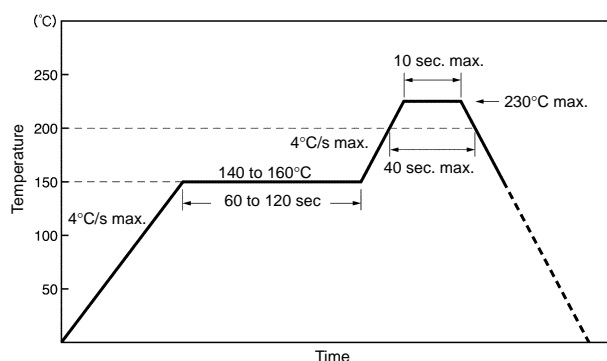 (°C)
250
200
150
100
50
Temperature
4°C/s max.
140 to 160°C
60 to 120 sec
4°C/s max.
10 sec. max.
230°C max.
40 sec. max.
Time